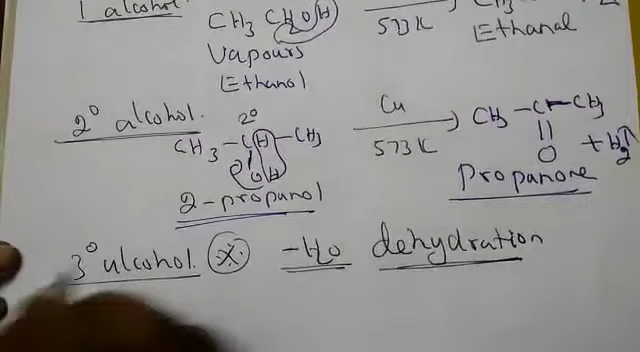 1 alcohol.
CH3 CH2OH
573K
CH3
Ethanal
Vapours
Ethanol
2° alcohol.
2°
CH3 -CH -CH3
OH
Cu
573K
CH3 -C-CH3
||
O
+H2↑
2-propanol
Propanone
3° alcohol. X. -H2O dehydration